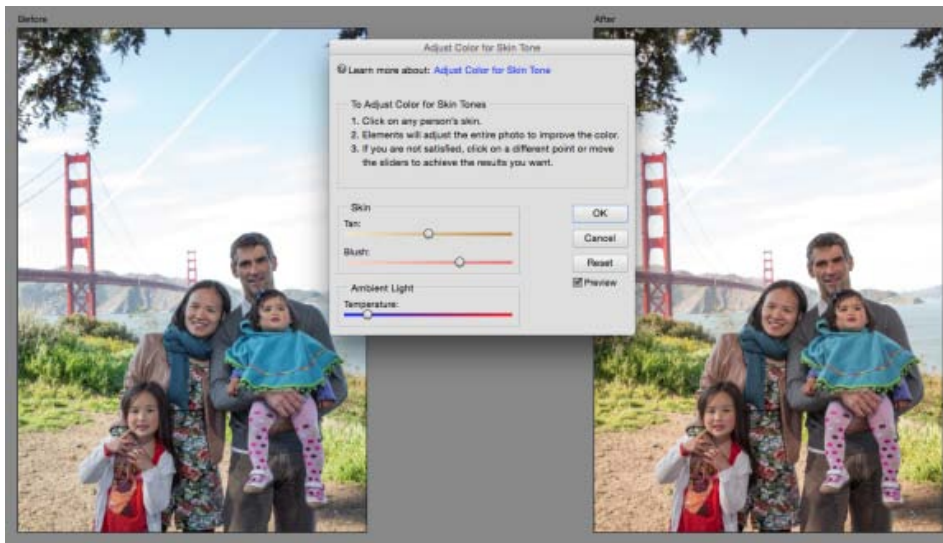 Before
After
Adjust Color for Skin Tone
Learn more about: Adjust Color for Skin Tone
To Adjust Color for Skin Tones
1. Click on any person's skin.
2. Elements will adjust the entire photo to improve the color.
3. If you are not satisfied, click on a different point or move
the sliders to achieve the results you want.
Skin
Tan:
Blush:
Ambient Light
Temperature:
OK
Cancel
Reset
Preview